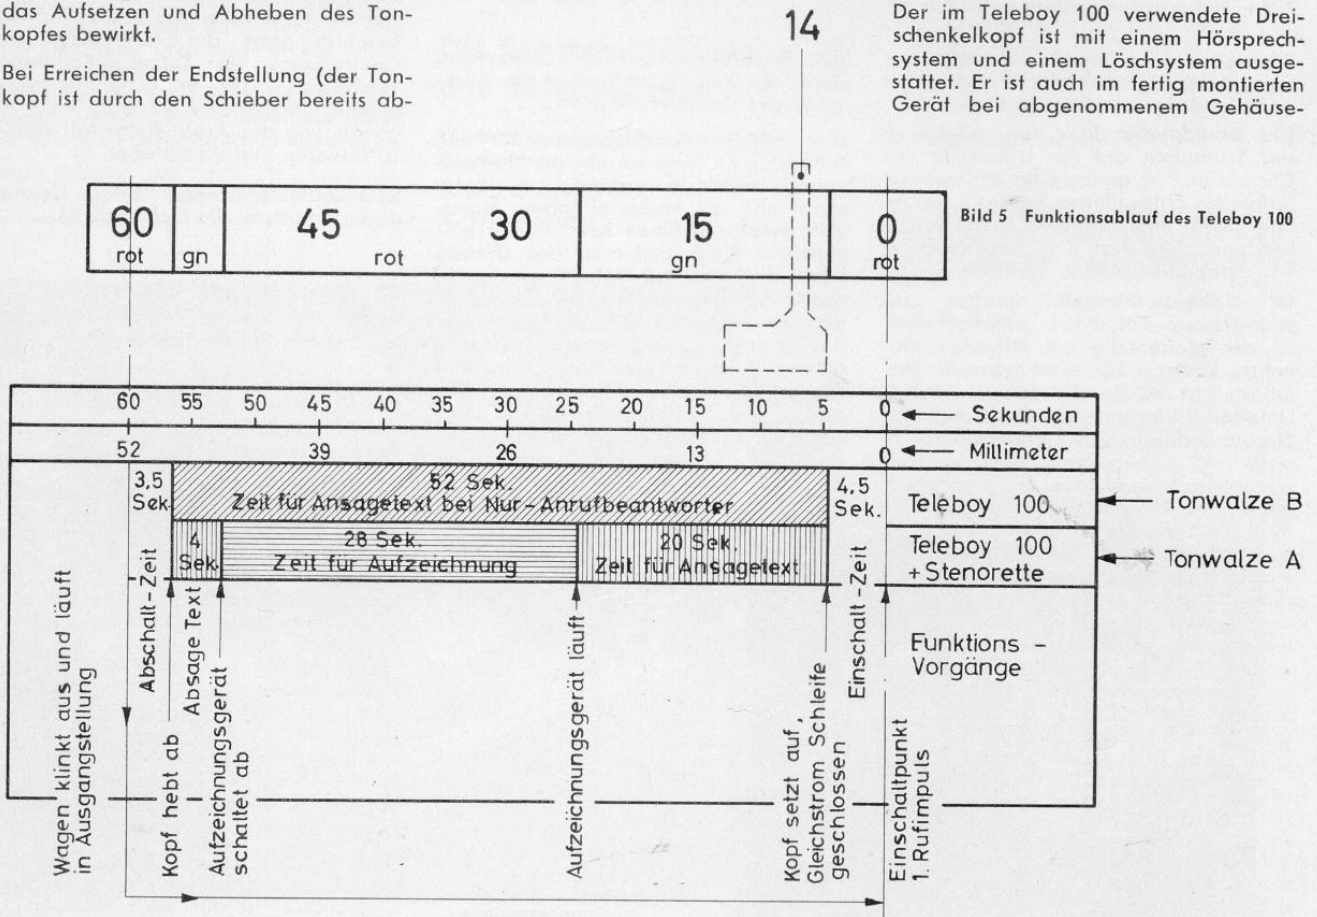 das Aufsetzen und Abheben des Ton-
kopfes bewirkt.
Bei Erreichen der Endstellung (der Ton-
kopf ist durch den Schieber bereits ab-
14
Der im Teleboy 100 verwendete Drei-
schenkelkopf ist mit einem Hörsprech-
system und einem Löschsystem ausge-
stattet. Er ist auch im fertig montierten
Gerät bei abgenommenem Gehäuse-
60 45 30 15 0
rot gn rot gn rot
Bild 5 Funktionsablauf des Teleboy 100
60 55 50 45 40 35 30 25 20 15 10 5 0 Sekunden
52 39 26 13 0 Millimeter
3,5
Sek.
52 Sek.
Zeit für Ansagetext bei Nur-Anrufbeantworter
4,5
Sek.
Teleboy 100
Tonwalze B
4
Sek.
28 Sek.
Zeit für Aufzeichnung
20 Sek.
Zeit für Ansagetext
Teleboy 100
+ Stenorette
Tonwalze A
Funktions -
Vorgänge
Wagen klinkt aus und läuft
in Ausgangstellung
Abschalt-Zeit
Kopf hebt ab
Absage Text
Aufzeichnungsgerät
schaltet ab
Aufzeichnungsgerät läuft
Kopf setzt auf,
Gleichstrom Schleife
geschlossen
Einschalt-Zeit
Einschaltpunkt
1. Rufimpuls